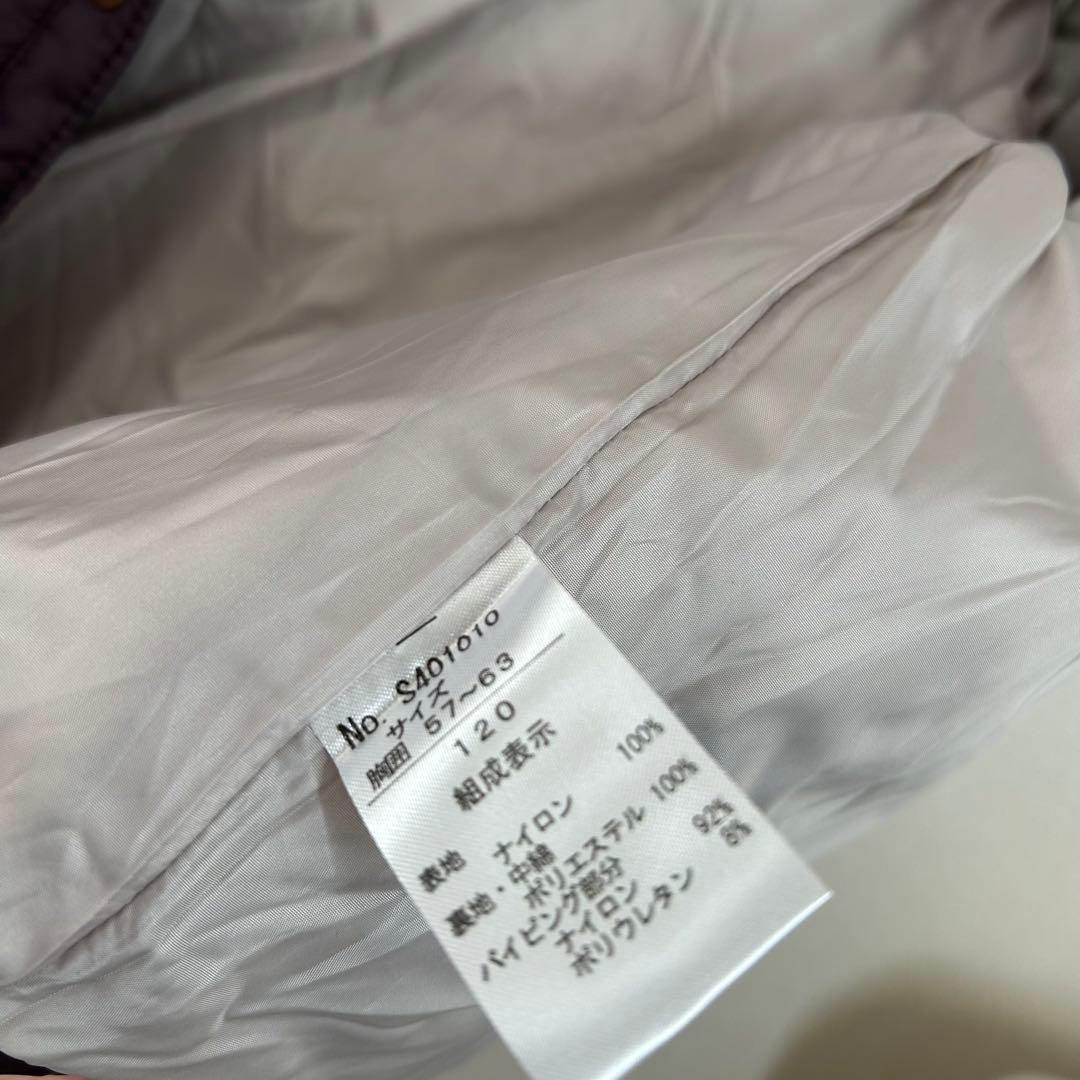 No. S401010
サイズ
胸囲 57~63
120
組成表示
表地 ナイロン 100%
裏地・中綿
ポリエステル 100%
パイピング部分
ナイロン 92%
ポリウレタン 8%